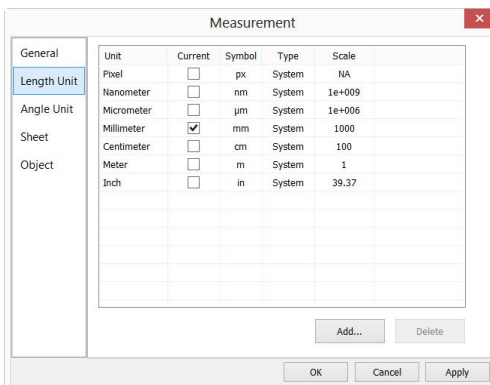 Measurement
General
Length Unit
Angle Unit
Sheet
Object
Unit Current Symbol Type Scale
Pixel px System NA
Nanometer nm System 1e+009
Micrometer µm System 1e+006
Millimeter mm System 1000
Centimeter cm System 100
Meter m System 1
Inch in System 39.37
Add... Delete
OK Cancel Apply